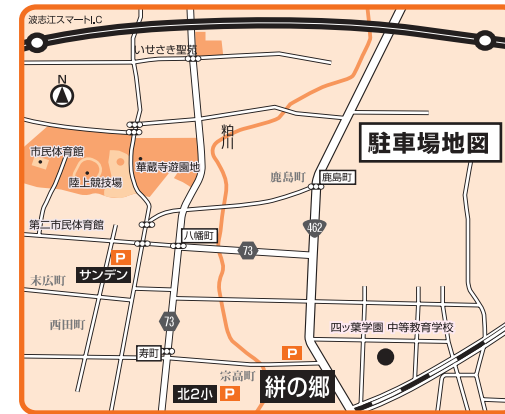 波志江スマートI.C
いせさき聖苑
N
粕川
駐車場地図
市民体育館
華蔵寺遊園地
陸上競技場
鹿島町
鹿島町
第二市民体育館
八幡町
462
73
P
サンデン
末広町
73
西田町
四ッ葉学園 中等教育学校
寿町
P
宗高町
北2小
P
絣の郷